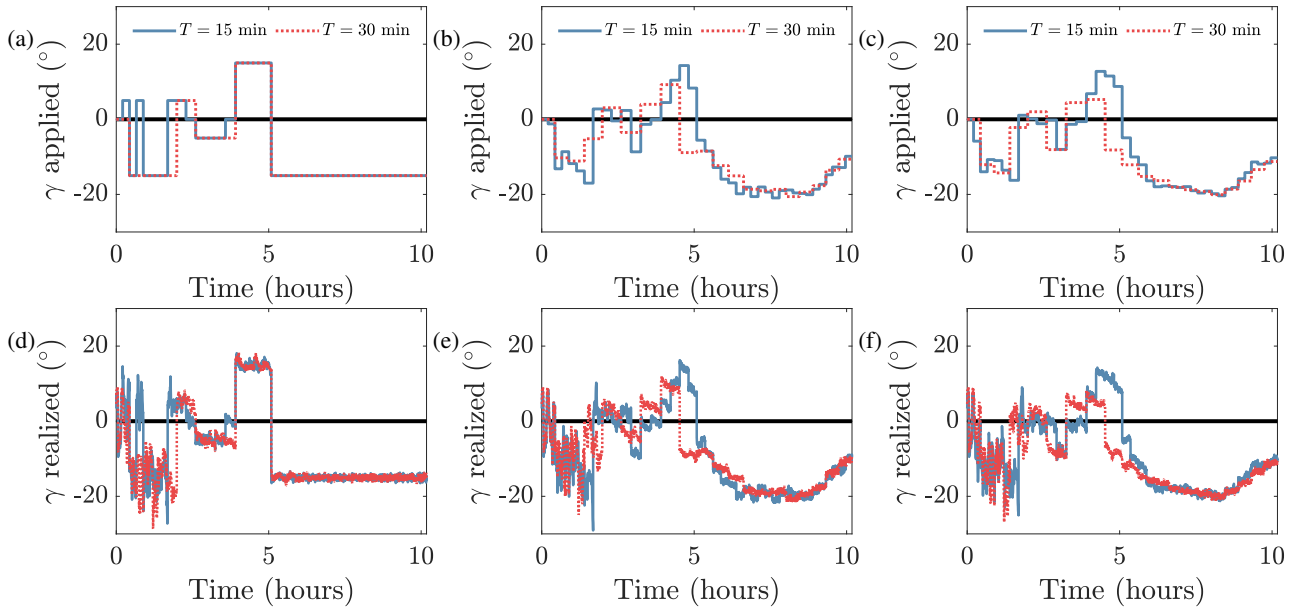 (a)
T = 15 min
T = 30 min
20
0
-20
γ applied (°)
0
5
10
Time (hours)
(b)
T = 15 min
T = 30 min
20
0
-20
γ applied (°)
0
5
10
Time (hours)
(c)
T = 15 min
T = 30 min
20
0
-20
γ applied (°)
0
5
10
Time (hours)
(d)
20
0
-20
γ realized (°)
0
5
10
Time (hours)
(e)
20
0
-20
γ realized (°)
0
5
10
Time (hours)
(f)
20
0
-20
γ realized (°)
0
5
10
Time (hours)